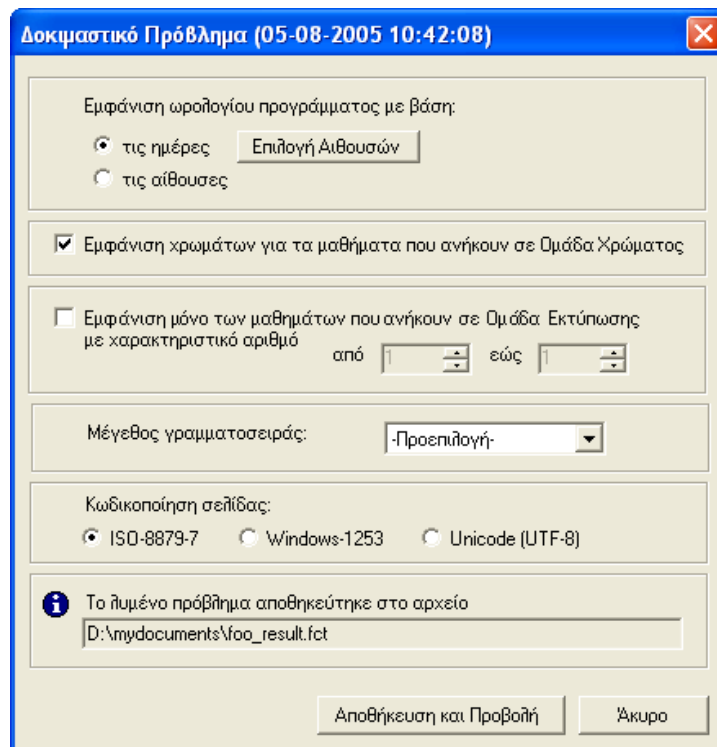 Δοκιμαστικό Πρόβλημα (05-08-2005 10:42:08)
Εμφάνιση ωρολογίου προγράμματος με βάση:
τις ημέρες Επιλογή Αιθουσών
τις αίθουσες
Εμφάνιση χρωμάτων για τα μαθήματα που ανήκουν σε Ομάδα Χρώματος
Εμφάνιση μόνο των μαθημάτων που ανήκουν σε Ομάδα Εκτύπωσης
με χαρακτηριστικό αριθμό
από 1 εώς 1
Μέγεθος γραμματοσειράς: -Προεπιλογή-
Κωδικοποίηση σελίδας:
ISO-8879-7 Windows-1253 Unicode (UTF-8)
Το λυμένο πρόβλημα αποθηκεύτηκε στο αρχείο
D:\mydocuments\foo_result.fct
Αποθήκευση και Προβολή Άκυρο